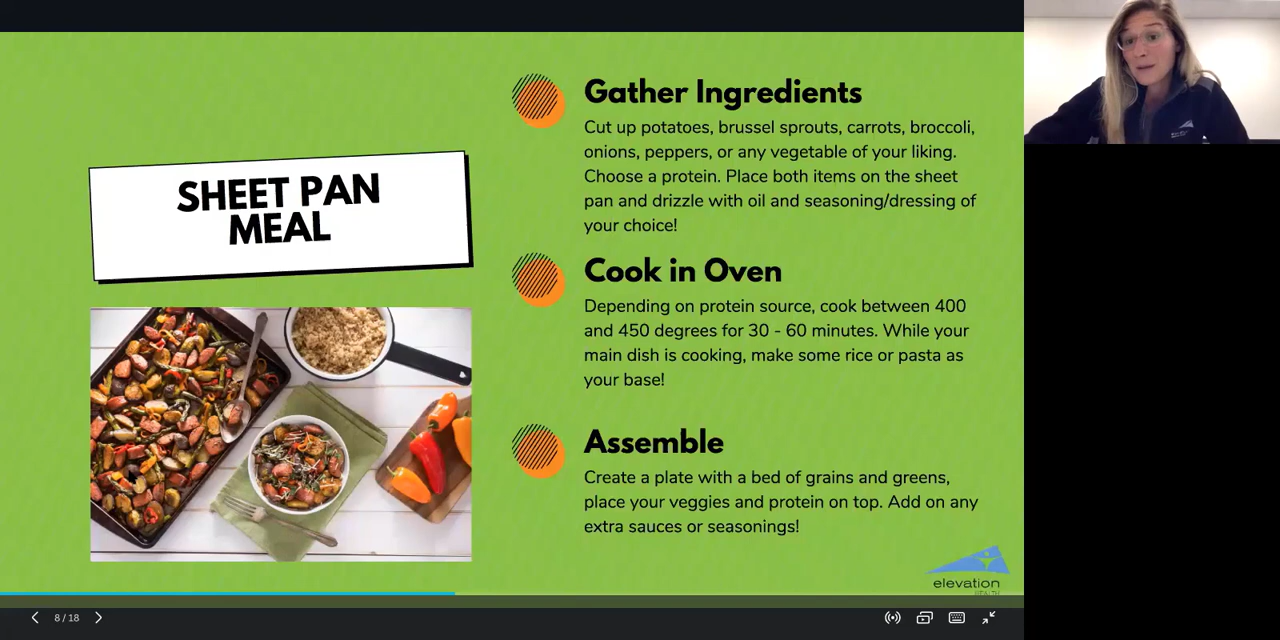 SHEET PAN
MEAL
Gather Ingredients
Cut up potatoes, brussel sprouts, carrots, broccoli,
onions, peppers, or any vegetable of your liking.
Choose a protein. Place both items on the sheet
pan and drizzle with oil and seasoning/dressing of
your choice!
Cook in Oven
Depending on protein source, cook between 400
and 450 degrees for 30 - 60 minutes. While your
main dish is cooking, make some rice or pasta as
your base!
Assemble
Create a plate with a bed of grains and greens,
place your veggies and protein on top. Add on any
extra sauces or seasonings!
elevation
HEALTH
8 / 18